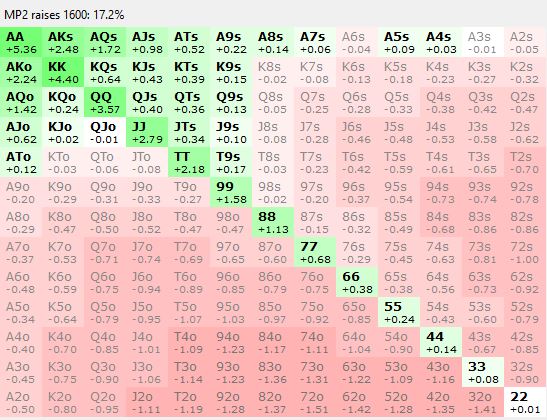 MP2 raises 1600: 17.2%
AA AKs AQs AJs ATs A9s A8s A7s A6s A5s A4s A3s A2s
+5.36 +2.48 +1.72 +0.98 +0.52 +0.22 +0.14 +0.06 -0.04 +0.09 +0.03 -0.01 -0.05
AKo KK KQs KJs KTs K9s K8s K7s K6s K5s K4s K3s K2s
+2.24 +4.40 +0.64 +0.43 +0.39 +0.15 -0.02 -0.08 -0.13 -0.18 -0.23 -0.27 -0.32
AQo KQo QQ QJs QTs Q9s Q8s Q7s Q6s Q5s Q4s Q3s Q2s
+1.42 +0.24 +3.57 +0.40 +0.36 +0.13 -0.05 -0.25 -0.28 -0.33 -0.38 -0.42 -0.47
AJo KJo QJo JJ JTs J9s J8s J7s J6s J5s J4s J3s J2s
+0.62 +0.02 -0.01 +2.79 +0.34 +0.10 -0.08 -0.28 -0.46 -0.48 -0.53 -0.58 -0.62
ATo KTo QTo JTo TT T9s T8s T7s T6s T5s T4s T3s T2s
+0.12 -0.03 -0.06 -0.08 +2.18 +0.17 -0.03 -0.23 -0.42 -0.59 -0.61 -0.65 -0.70
A9o K9o Q9o J9o T9o 99 98s 97s 96s 95s 94s 93s 92s
-0.20 -0.29 -0.31 -0.33 -0.27 +1.58 -0.02 -0.20 -0.37 -0.54 -0.73 -0.74 -0.78
A8o K8o Q8o J8o T8o 98o 88 87s 86s 85s 84s 83s 82s
-0.29 -0.47 -0.50 -0.52 -0.47 -0.47 +1.13 -0.15 -0.32 -0.49 -0.68 -0.86 -0.86
A7o K7o Q7o J7o T7o 97o 87o 77 76s 75s 74s 73s 72s
-0.37 -0.53 -0.71 -0.74 -0.69 -0.65 -0.60 +0.68 -0.29 -0.45 -0.63 -0.81 -1.00
A6o K6o Q6o J6o T6o 96o 86o 76o 66 65s 64s 63s 62s
-0.48 -0.59 -0.75 -0.94 -0.89 -0.85 -0.79 -0.75 +0.38 -0.38 -0.56 -0.73 -0.92
A5o K5o Q5o J5o T5o 95o 85o 75o 65o 55 54s 53s 52s
-0.34 -0.64 -0.79 -0.95 -1.07 -1.03 -0.97 -0.92 -0.85 +0.24 -0.43 -0.60 -0.79
A4o K4o Q4o J4o T4o 94o 84o 74o 64o 54o 44 43s 42s
-0.40 -0.70 -0.85 -1.01 -1.09 -1.23 -1.17 -1.11 -1.04 -0.90 +0.14 -0.67 -0.85
A3o K3o Q3o J3o T3o 93o 83o 73o 63o 53o 43o 33 32s
-0.45 -0.75 -0.90 -1.06 -1.14 -1.23 -1.36 -1.31 -1.22 -1.09 -1.16 +0.08 -0.90
A2o K2o Q2o J2o T2o 92o 82o 72o 62o 52o 42o 32o 22
-0.50 -0.80 -0.95 -1.11 -1.19 -1.28 -1.37 -1.51 -1.42 -1.28 -1.35 -1.41 +0.01